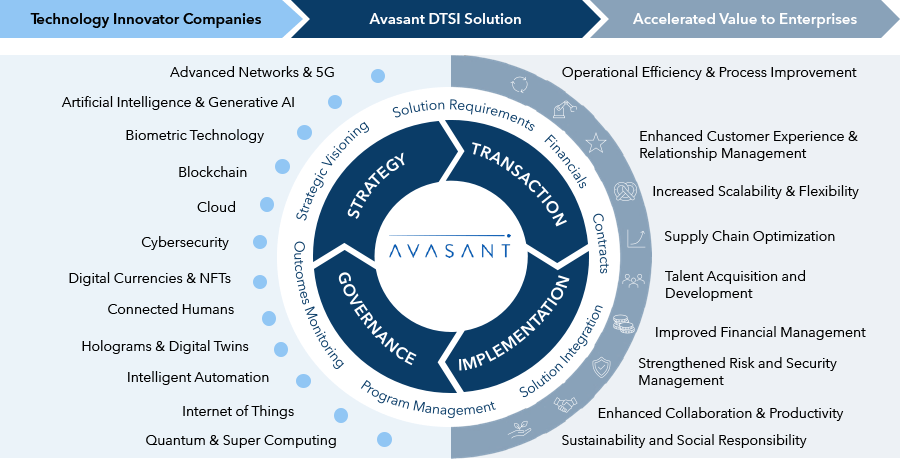 Technology Innovator Companies
Avasant DTSI Solution
Accelerated Value to Enterprises
Advanced Networks & 5G
Artificial Intelligence & Generative AI
Biometric Technology
Blockchain
Cloud
Cybersecurity
Digital Currencies & NFTs
Connected Humans
Holograms & Digital Twins
Intelligent Automation
Internet of Things
Quantum & Super Computing
Strategic Visioning
Solution Requirements
Financials
Contracts
Solution Integration
Program Management
Outcomes Monitoring
STRATEGY
TRANSACTION
IMPLEMENTATION
GOVERNANCE
AVASANT
Operational Efficiency & Process Improvement
Enhanced Customer Experience &
Relationship Management
Increased Scalability & Flexibility
Supply Chain Optimization
Talent Acquisition and
Development
Improved Financial Management
Strengthened Risk and Security
Management
Enhanced Collaboration & Productivity
Sustainability and Social Responsibility